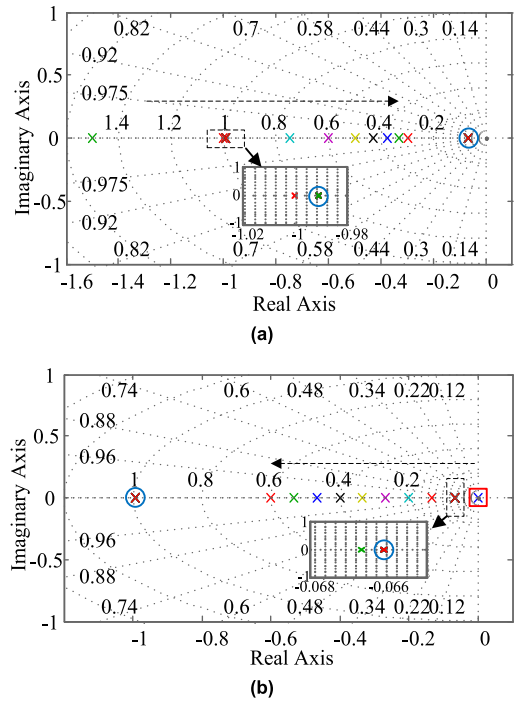 1
0.82 0.7 0.58 0.44 0.3 0.14
0.92
0.5
0.975
1.4 1.2 1 0.8 0.6 0.4 0.2
0
1
0
-1
-1.02 -1 -0.98
0.975
-0.5
0.92
0.82 0.7 0.58 0.44 0.3 0.14
-1
-1.6 -1.4 -1.2 -1 -0.8 -0.6 -0.4 -0.2 0
Imaginary Axis
Real Axis
(a)
1
0.74 0.6 0.48 0.34 0.22 0.12
0.88
0.5
0.96
1 0.8 0.6 0.4 0.2
0
1
0
-1
-0.068 -0.066
0.96
-0.5
0.88
0.74 0.6 0.48 0.34 0.22 0.12
-1
-1 -0.8 -0.6 -0.4 -0.2 0
Imaginary Axis
Real Axis
(b)